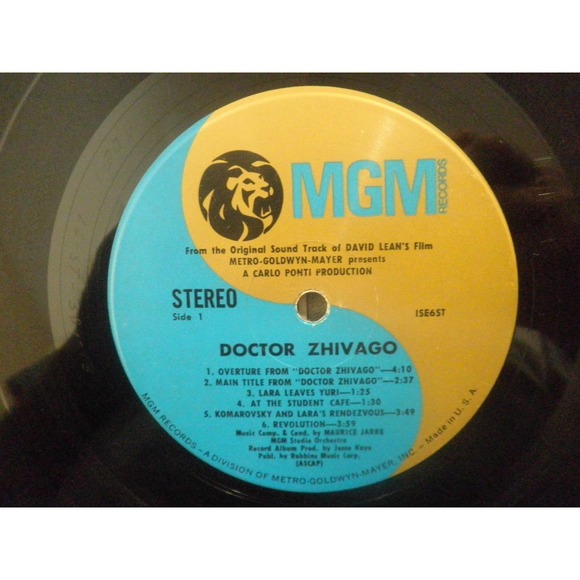 MGM
RECORDS
From the Original Sound Track of DAVID LEAN'S Film
METRO-GOLDWYN-MAYER presents
A CARLO PONTI PRODUCTION
STEREO
Side 1
1SE6ST
DOCTOR ZHIVAGO
1. OVERTURE FROM "DOCTOR ZHIVAGO"—4:10
2. MAIN TITLE FROM "DOCTOR ZHIVAGO"—2:37
3. LARA LEAVES YURI—1:25
4. AT THE STUDENT CAFE—1:30
5. KOMAROVSKY AND LARA'S RENDEZVOUS—3:49
6. REVOLUTION—3:59
Music Comp. & Cond. by MAURICE JARRE
MGM Studio Orchestra
Record Album Prod. by Jesse Kaye
Publ. by Robbins Music Corp.
(ASCAP)
MGM RECORDS – A DIVISION OF METRO-GOLDWYN-MAYER, INC. – Made in U. S. A.